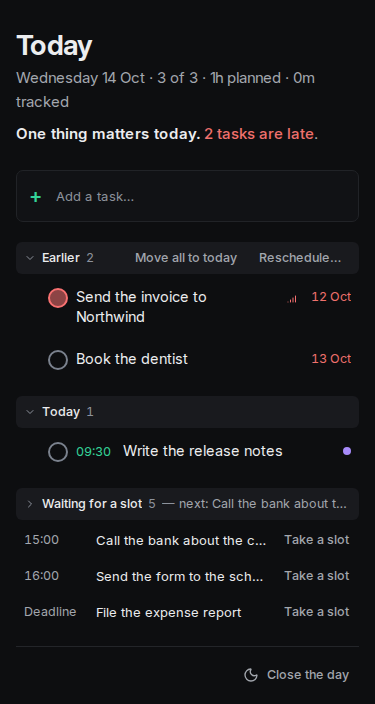 Today
Wednesday 14 Oct · 3 of 3 · 1h planned · 0m
tracked
One thing matters today. 2 tasks are late.
+ Add a task...
Earlier 2 Move all to today Reschedule...
Send the invoice to 12 Oct
Northwind
Book the dentist 13 Oct
Today 1
09:30 Write the release notes
Waiting for a slot 5 — next: Call the bank about t...
15:00 Call the bank about the c... Take a slot
16:00 Send the form to the sch... Take a slot
Deadline File the expense report Take a slot
Close the day